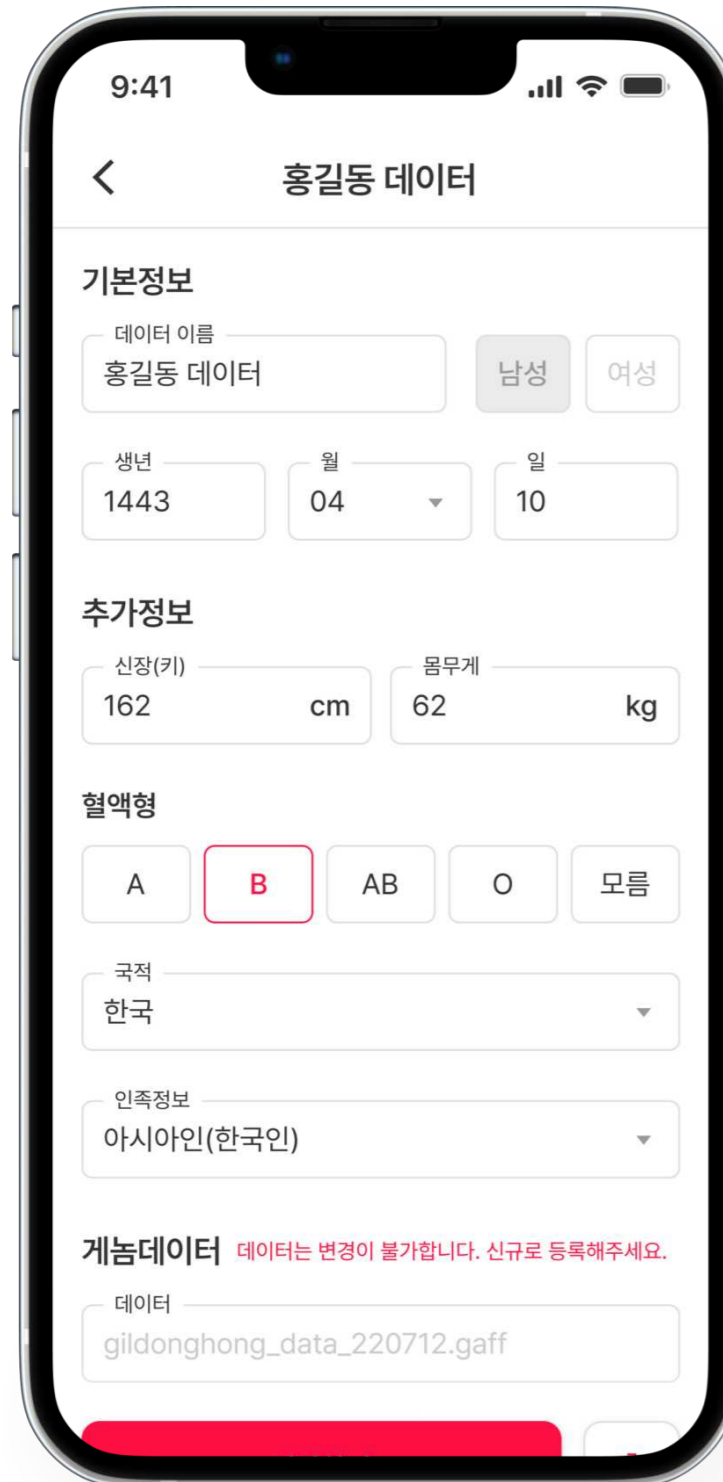 9:41
홍길동 데이터
기본정보
데이터 이름
홍길동 데이터
남성 여성
생년 월 일
1443 04 10
추가정보
신장(키) 몸무게
162 cm 62 kg
혈액형
A B AB O 모름
국적
한국
인족정보
아시아인(한국인)
게놈데이터 데이터는 변경이 불가합니다. 신규로 등록해주세요.
데이터
gildonghong_data_220712.gaff